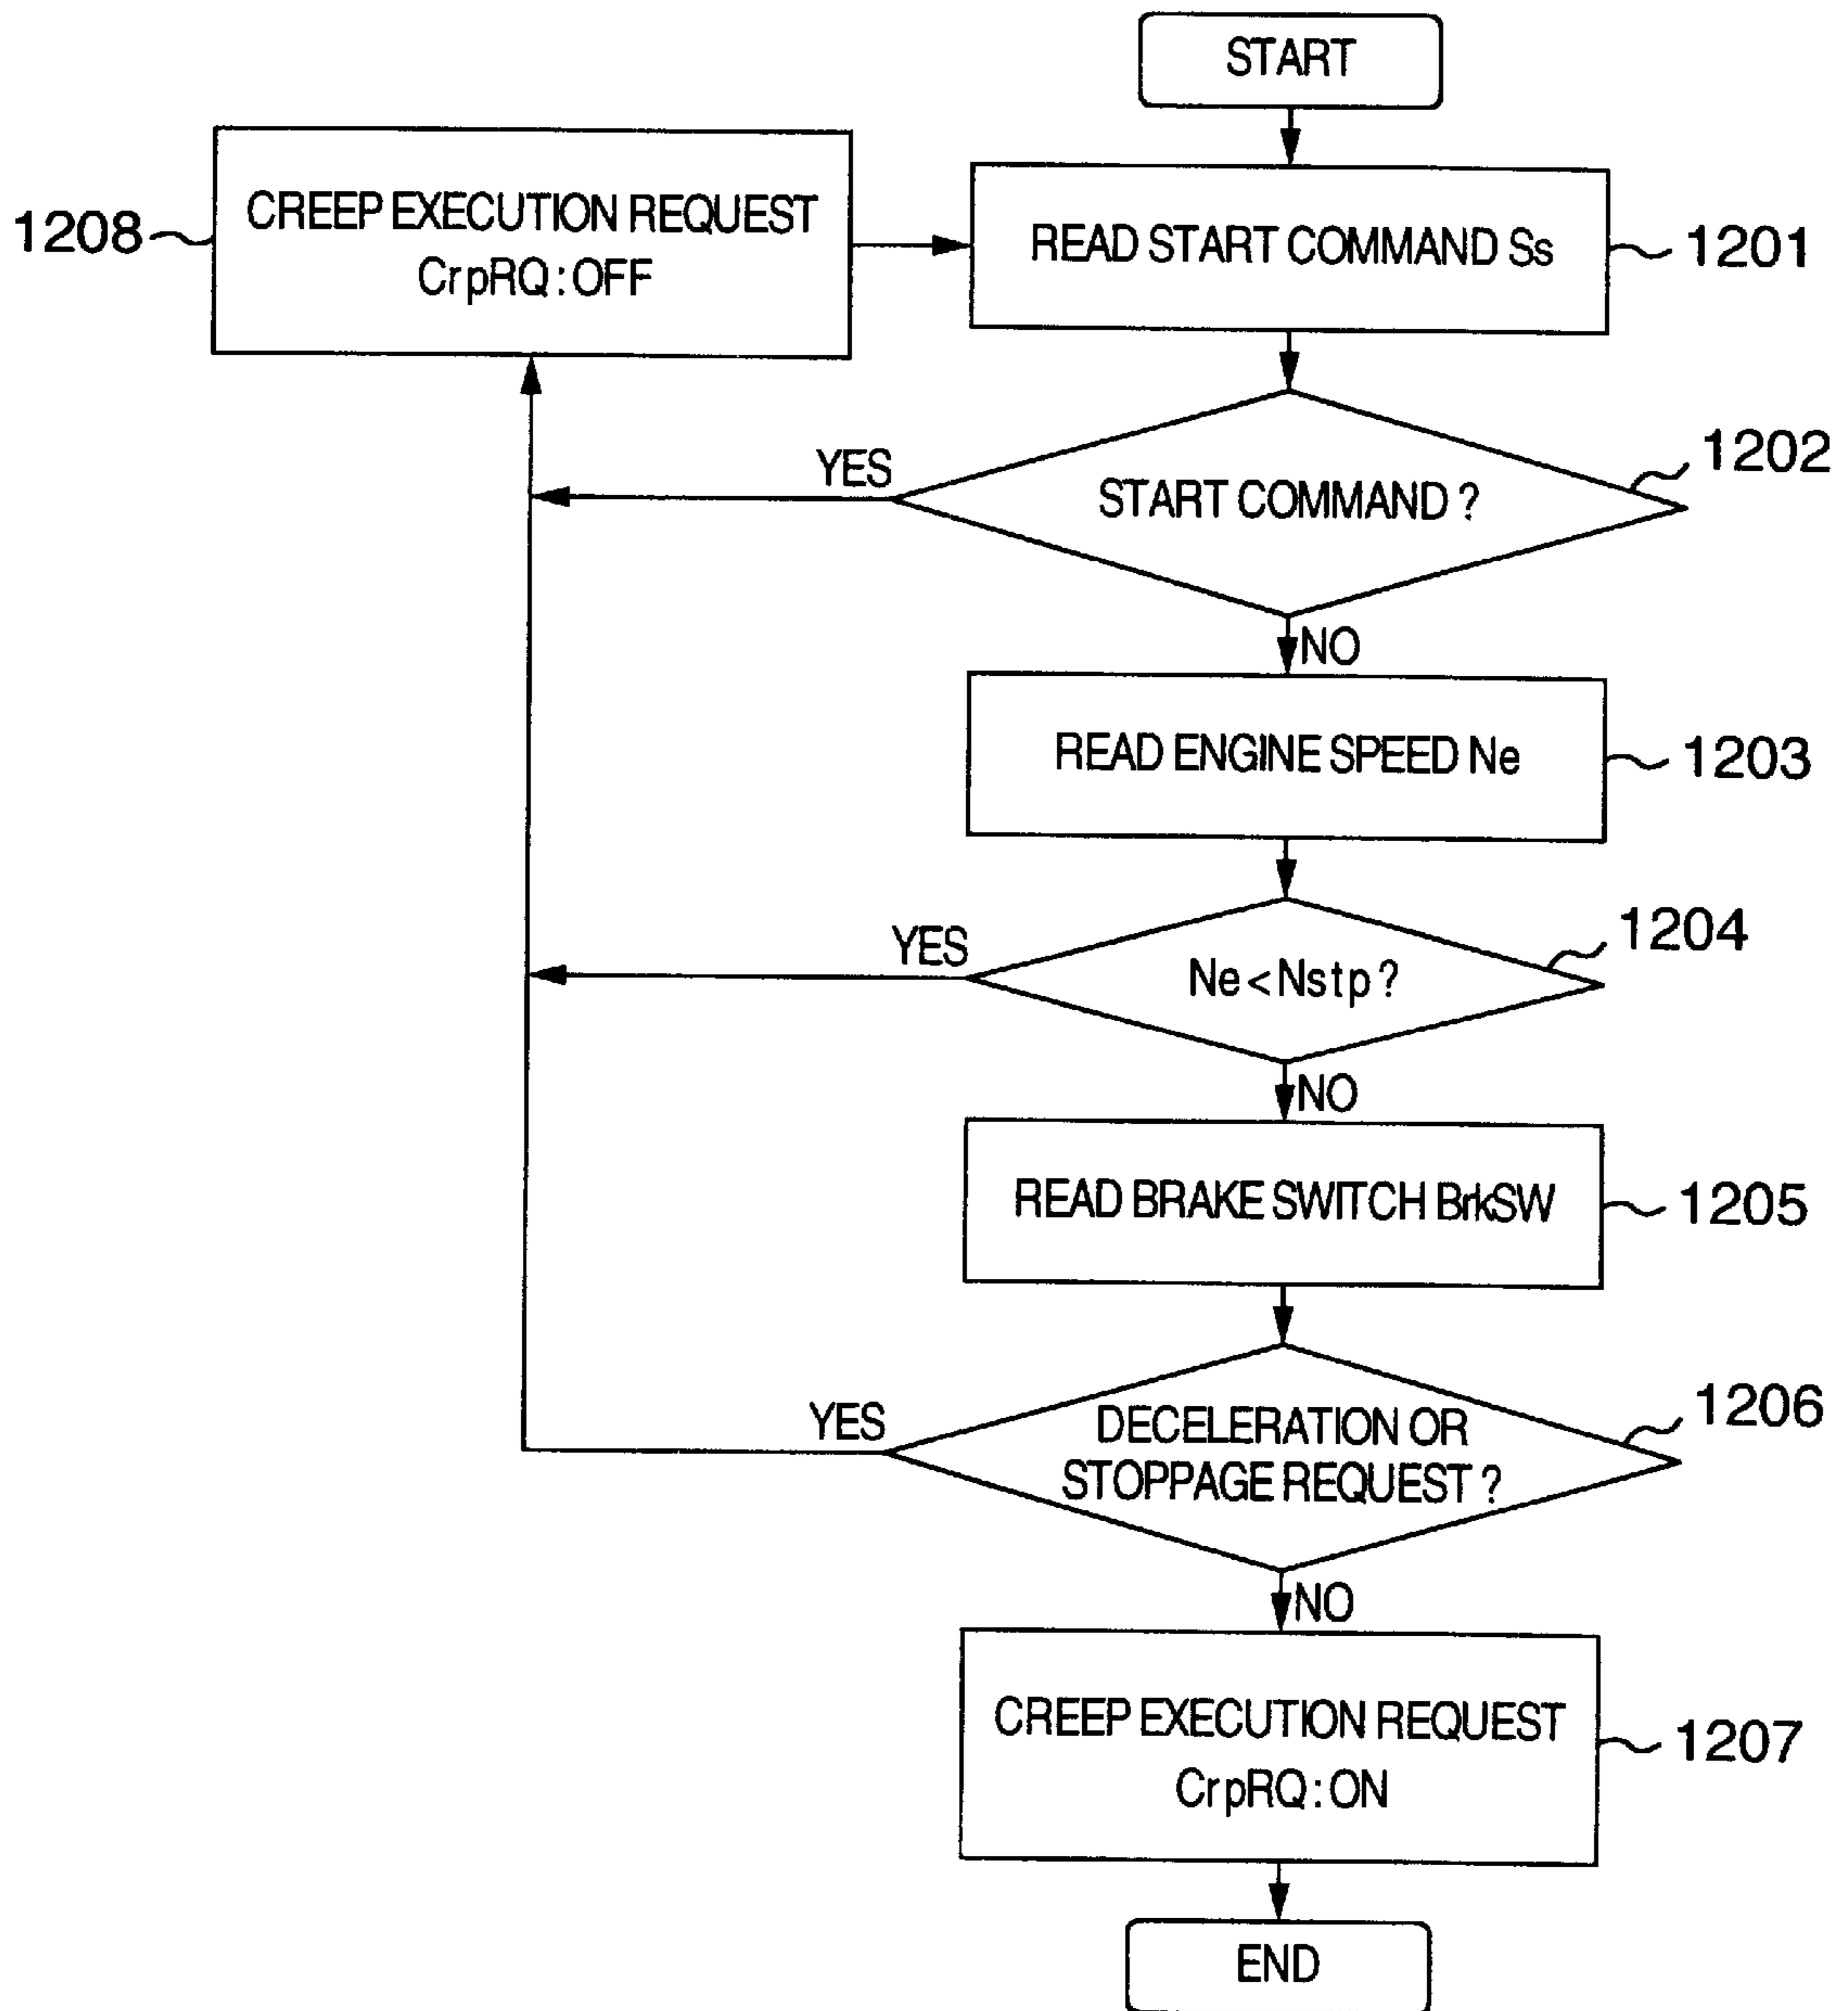 START
CREEP EXECUTION REQUEST
CrpRQ:OFF
1208
READ START COMMAND Ss
1201
START COMMAND?
1202
YES
NO
READ ENGINE SPEED Ne
1203
Ne<Nstp?
1204
YES
NO
READ BRAKE SWITCH BrkSW
1205
DECELERATION OR
STOPPAGE REQUEST?
1206
YES
NO
CREEP EXECUTION REQUEST
CrpRQ:ON
1207
END